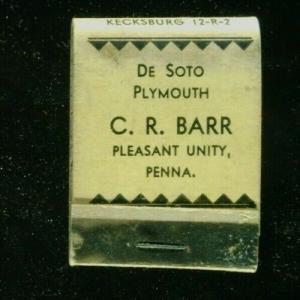 KECKSBURG 12-R-2
DE SOTO
PLYMOUTH
C. R. BARR
PLEASANT UNITY,
PENNA.